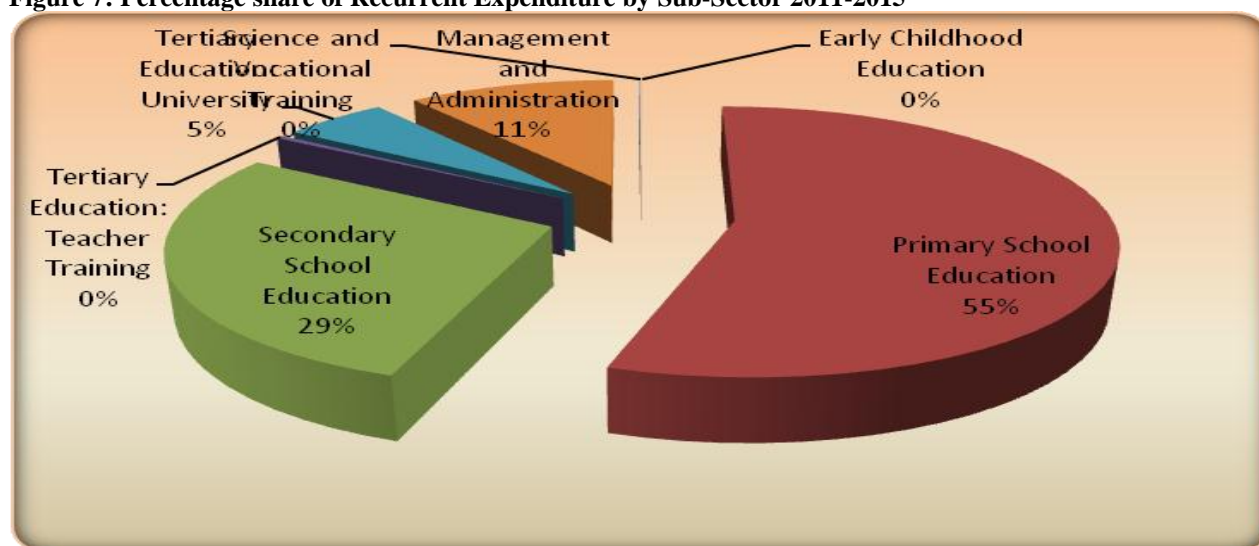 Figure 7: Percentage share of Recurrent Expenditure by Sub-Sector 2011-2015
Tertiary
Education:
University
5%
Science and
Vocational
Training
0%
Management
and
Administration
11%
Early Childhood
Education
0%
Tertiary
Education:
Teacher
Training
0%
Secondary
School
Education
29%
Primary School
Education
55%